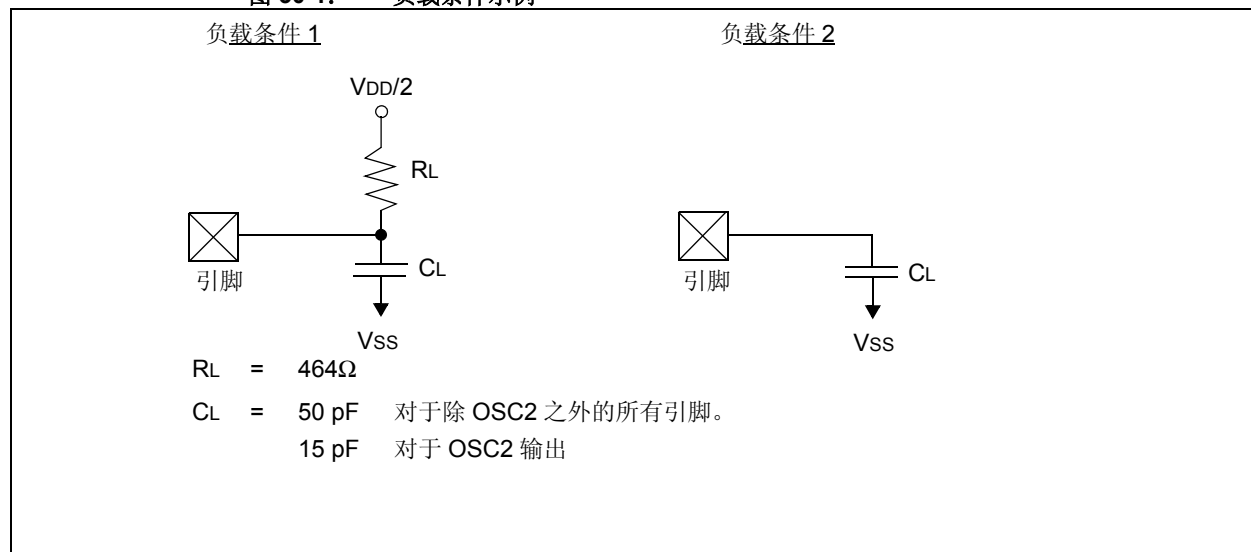 负载条件 1
负载条件 2
VDD/2
RL
引脚
CL
VSS
引脚
CL
VSS
RL = 464Ω
CL = 50 pF 对于除 OSC2 之外的所有引脚。
15 pF 对于 OSC2 输出